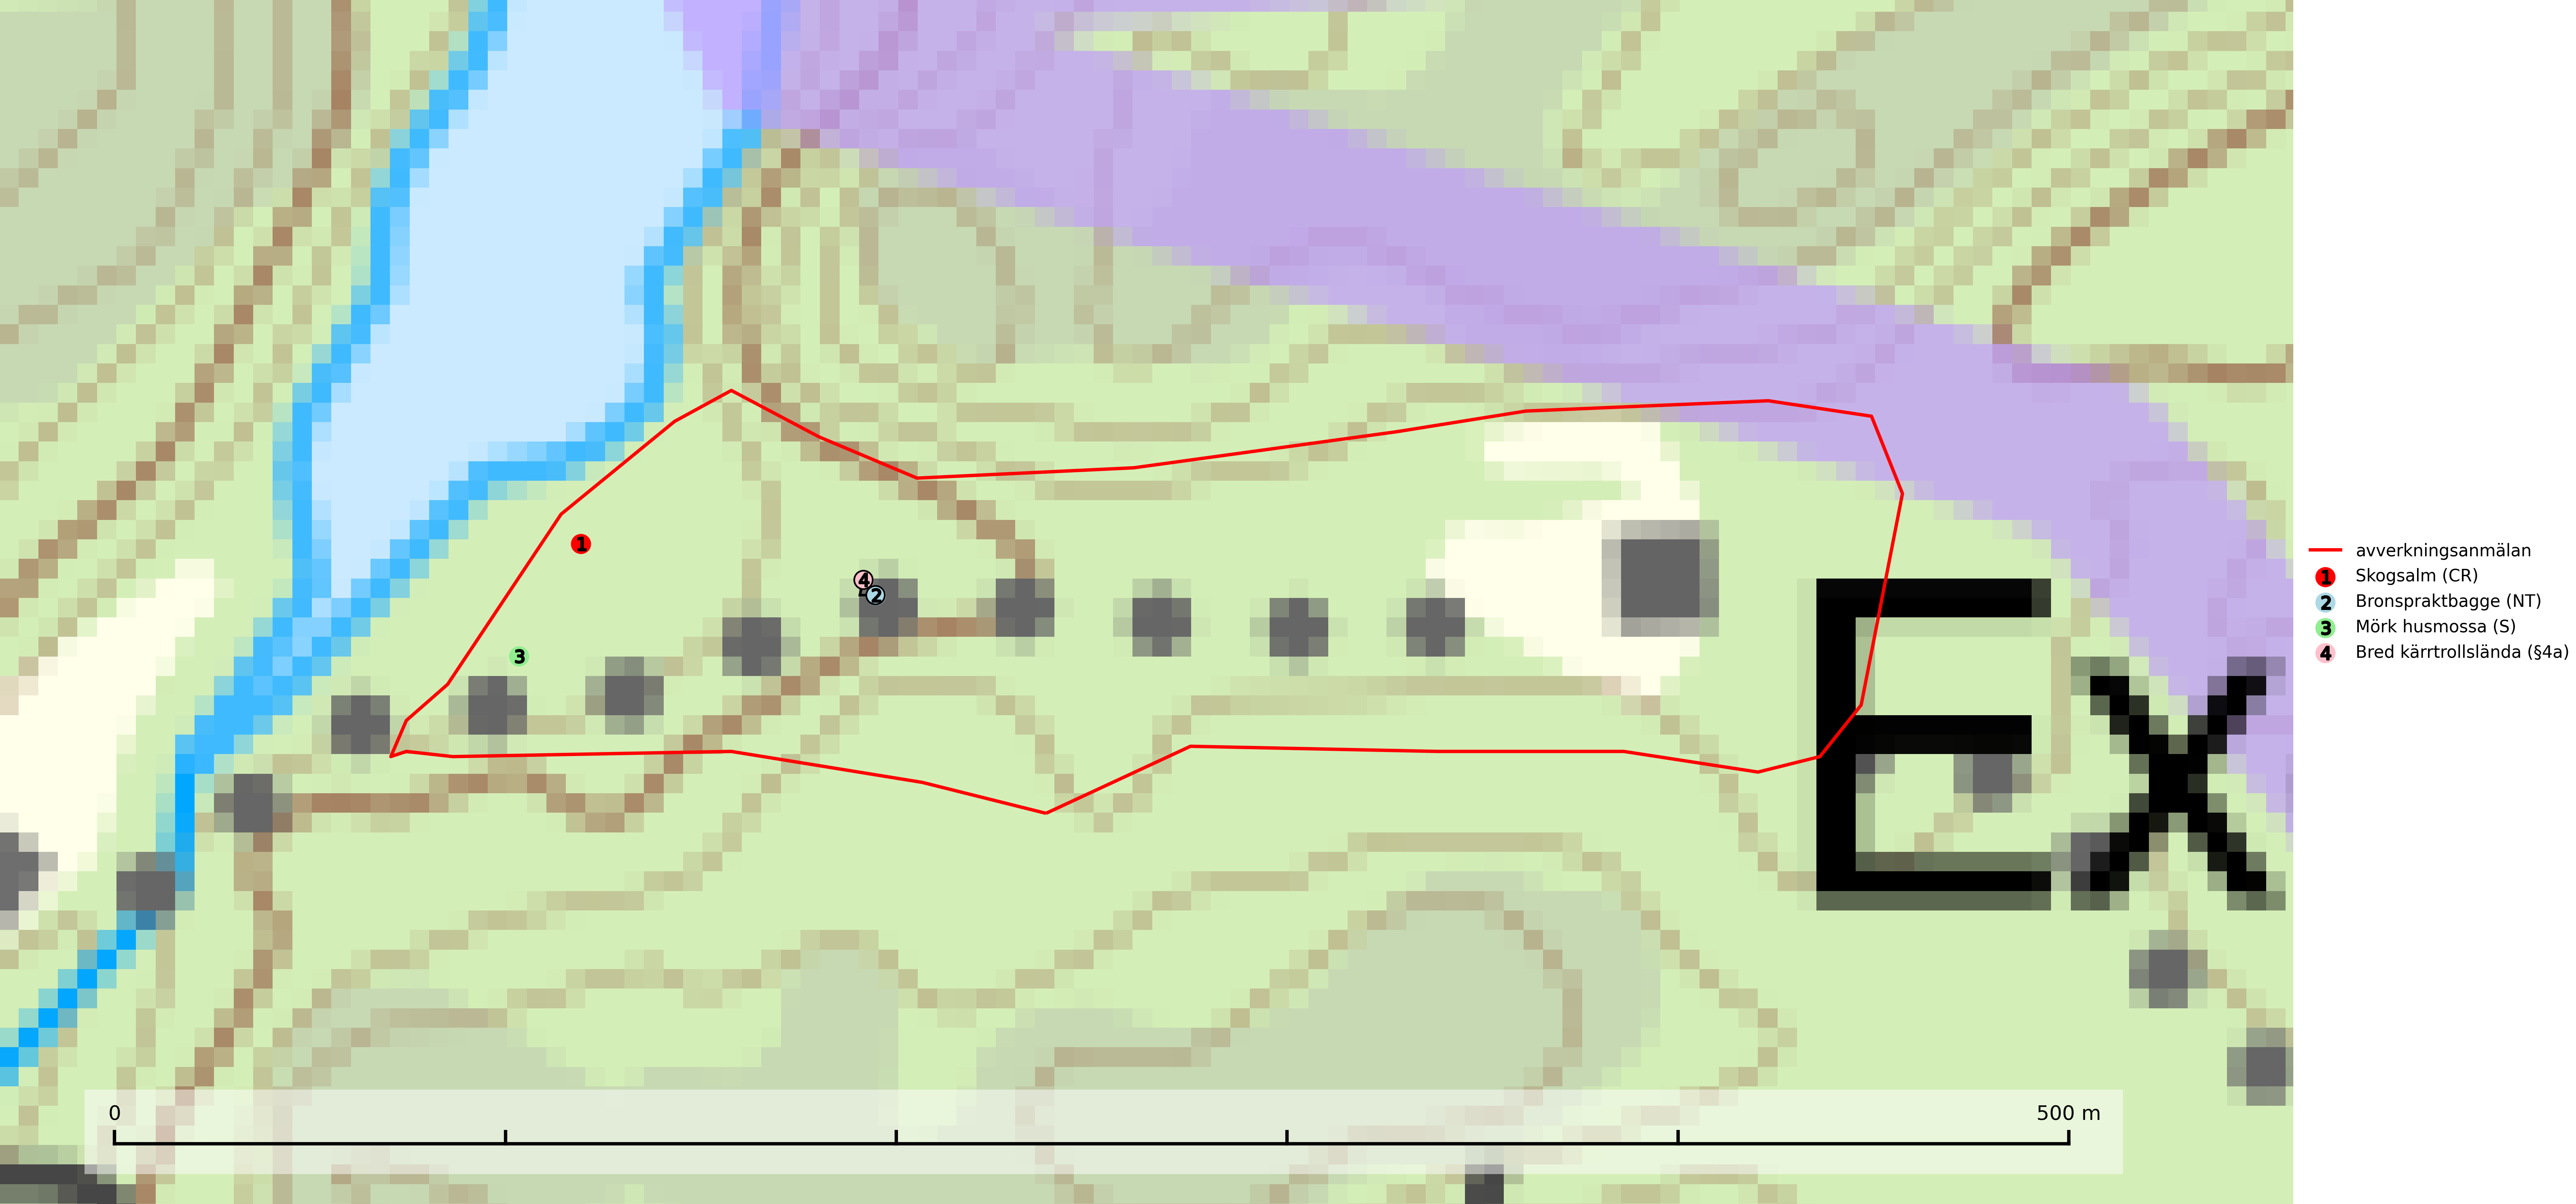 1
4
2
3
Ex
0
500 m
avverkningsanmälan
1 Skogsalm (CR)
2 Bronspraktbagge (NT)
3 Mörk husmossa (S)
4 Bred kärrtrollslända (§4a)